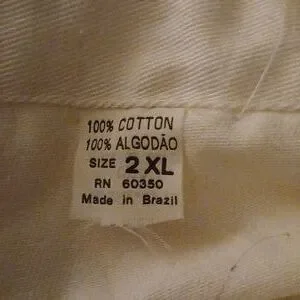 100% COTTON
100% ALGODÃO
SIZE 2 XL
RN 60350
Made in Brazil